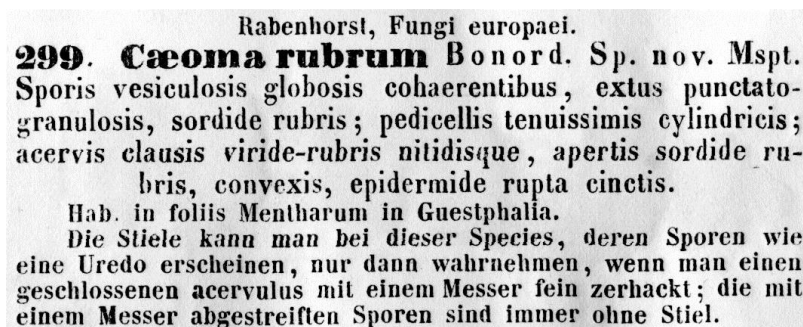 Rabenhorst, Fungi europaei.
299. Cæoma rubrum Bonord. Sp. nov. Mspt.
Sporis vesiculosis globosis cohaerentibus, extus punctato-
granulosis, sordide rubris; pedicellis tenuissimis cylindricis;
acervis clausis viride-rubris nitidisque, apertis sordide ru-
bris, convexis, epidermide rupta cinctis.
Hab. in foliis Mentharum in Guestphalia.
Die Stiele kann man bei dieser Species, deren Sporen wie
eine Uredo erscheinen, nur dann wahrnehmen, wenn man einen
geschlossenen acervulus mit einem Messer fein zerhackt; die mit
einem Messer abgestreiften Sporen sind immer ohne Stiel.